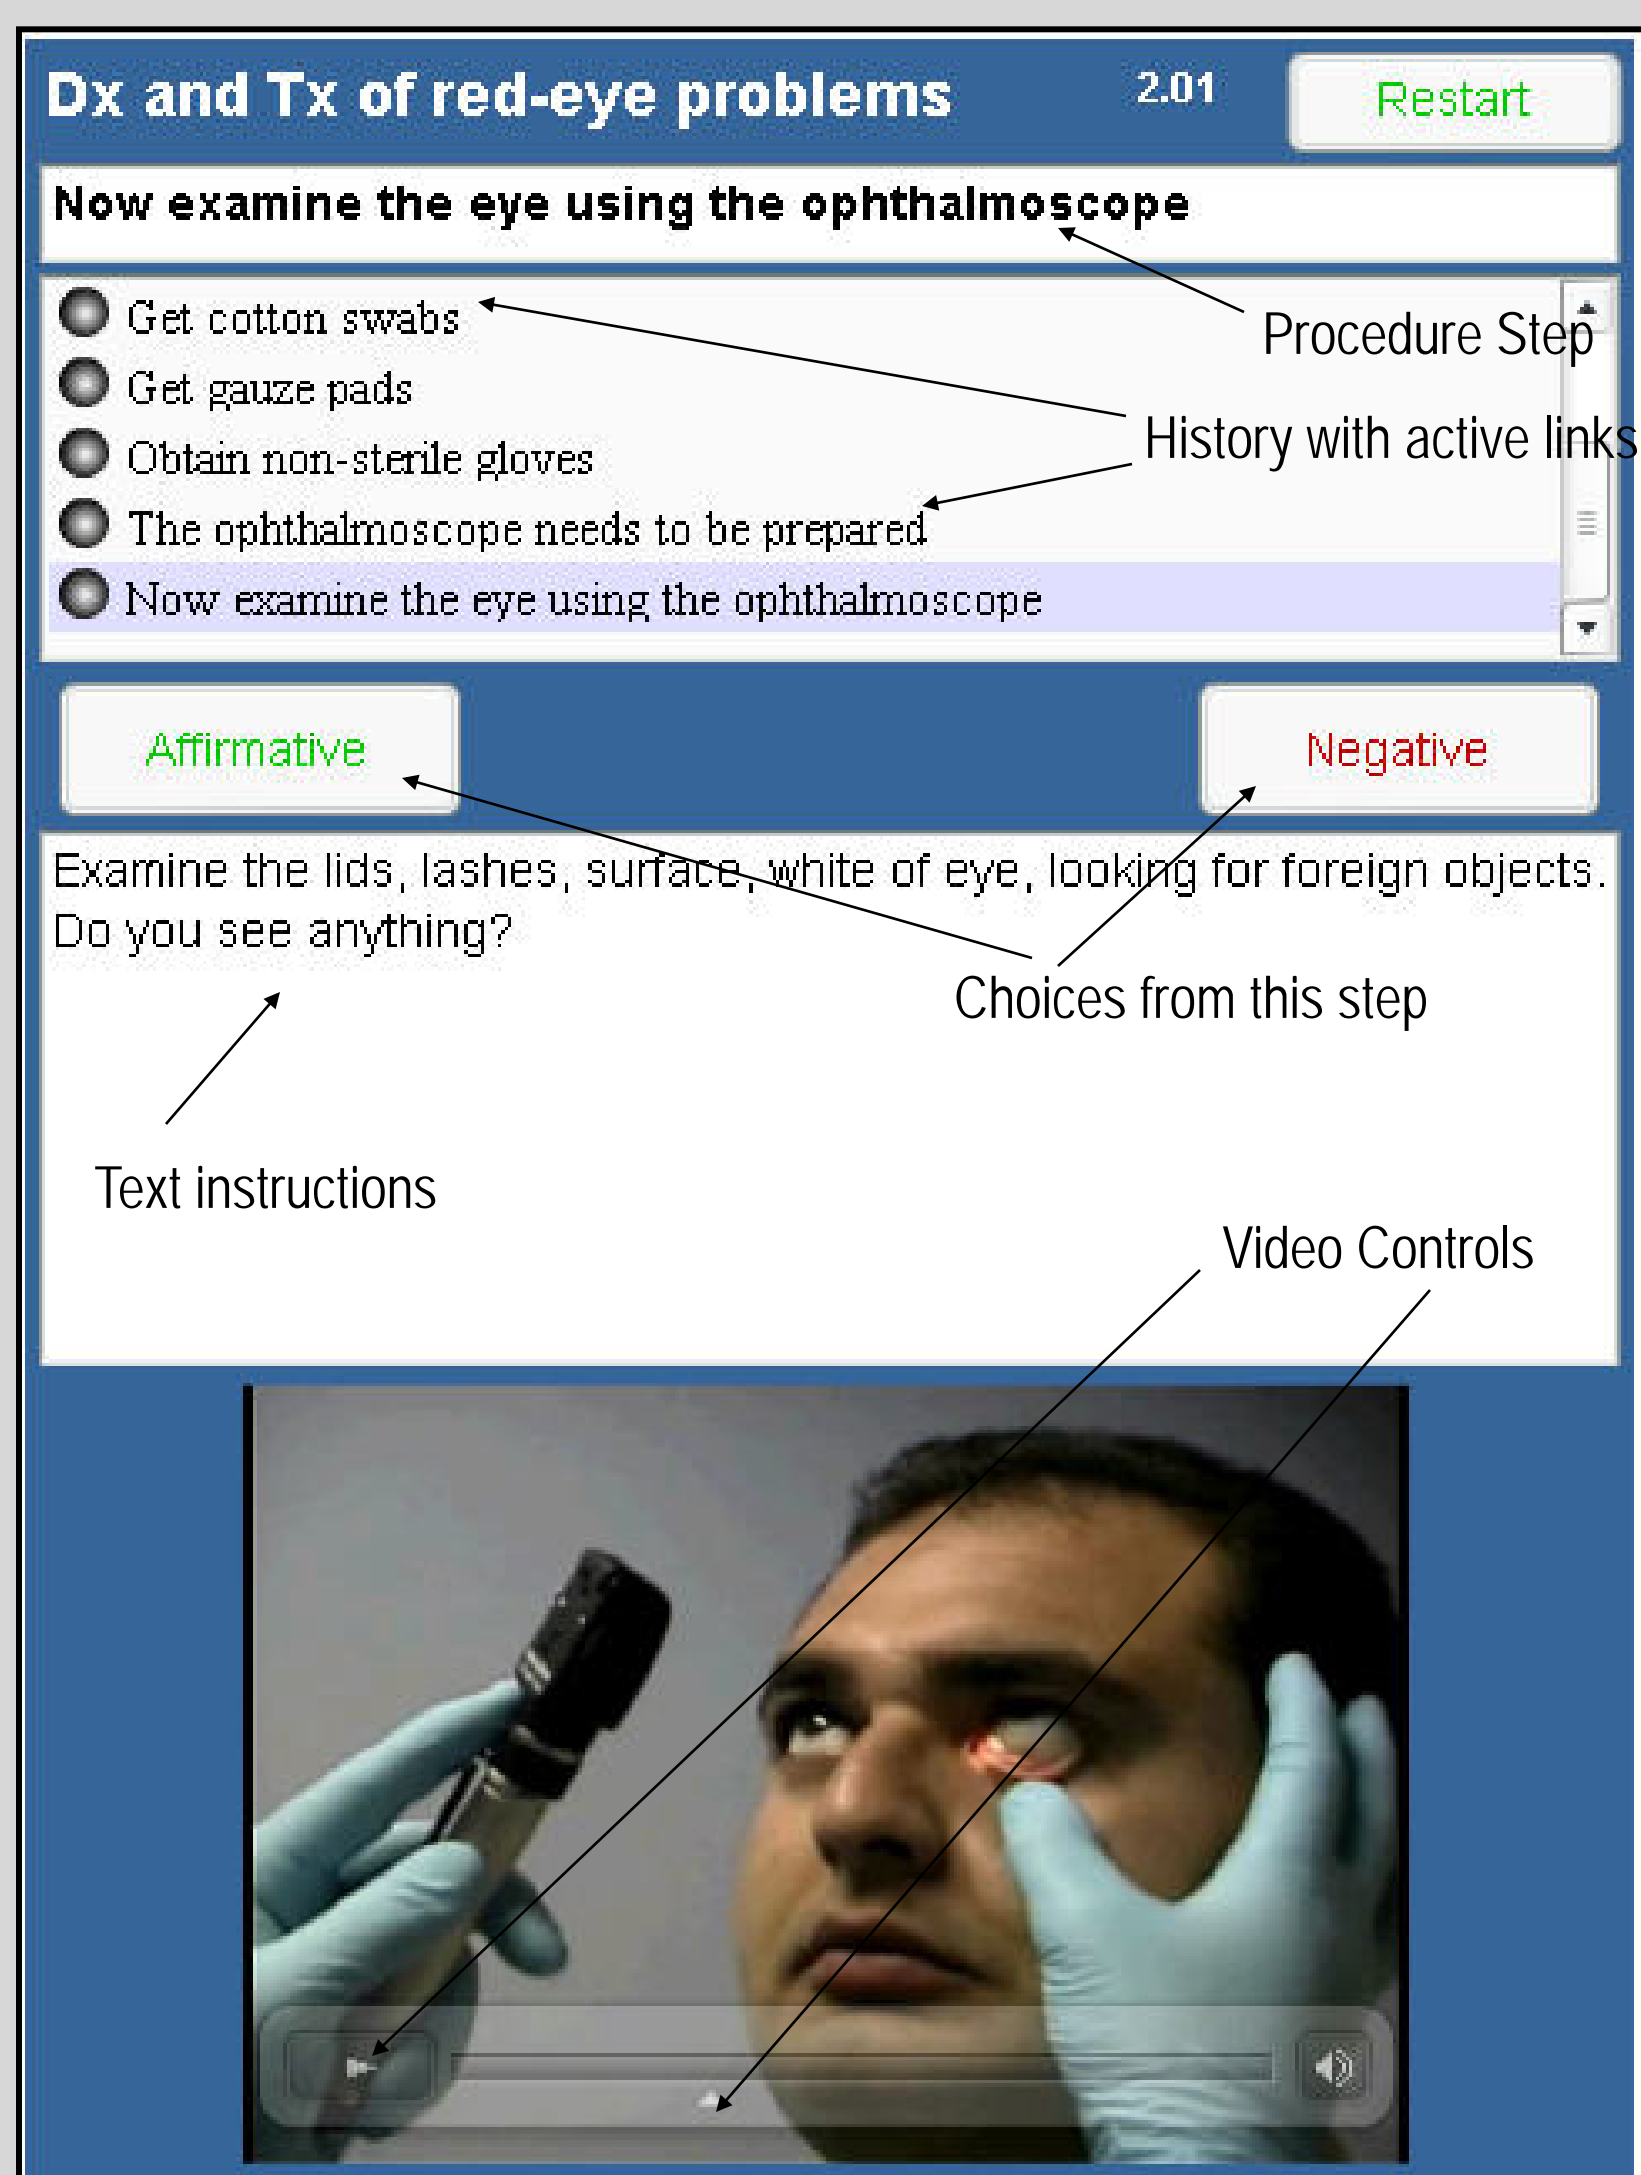 Dx and Tx of red-eye problems 2.01 Restart
Now examine the eye using the ophthalmoscope
Procedure Step
Get cotton swabs
Get gauze pads
History with active links
Obtain non-sterile gloves
The ophthalmoscope needs to be prepared
Now examine the eye using the ophthalmoscope
Affirmative Negative
Examine the lids, lashes, surface, white of eye, looking for foreign objects.
Do you see anything?
Choices from this step
Text instructions
Video Controls